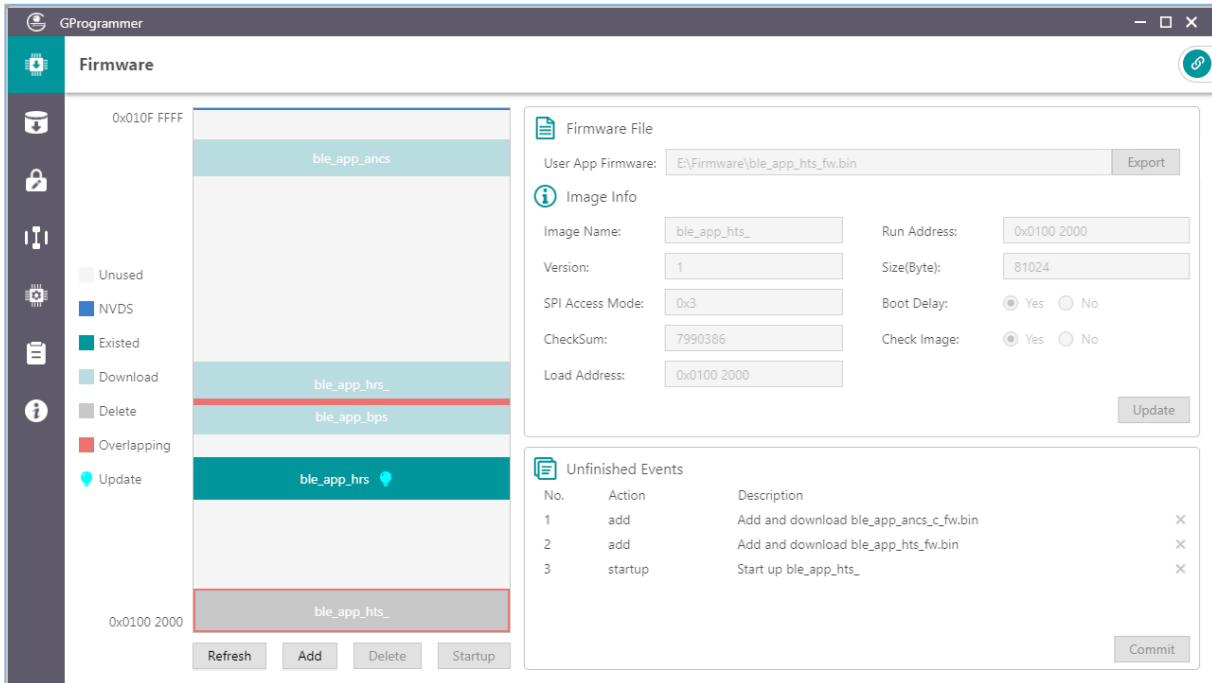 GProgrammer
Firmware
0x010F FFFF
ble_app_ancs
Unused
NVDS
Existed
Download
Delete
Overlapping
Update
ble_app_hrs_
ble_app_bps
ble_app_hrs
ble_app_hts_
0x0100 2000
Refresh Add Delete Startup
Firmware File
User App Firmware: E:\Firmware\ble_app_hts_fw.bin Export
Image Info
Image Name: ble_app_hts_ Run Address: 0x0100 2000
Version: 1 Size(Byte): 81024
SPI Access Mode: 0x3 Boot Delay: Yes No
CheckSum: 7990386 Check Image: Yes No
Load Address: 0x0100 2000
Update
Unfinished Events
No. Action Description
1 add Add and download ble_app_ancs_c_fw.bin
2 add Add and download ble_app_hts_fw.bin
3 startup Start up ble_app_hts_
Commit